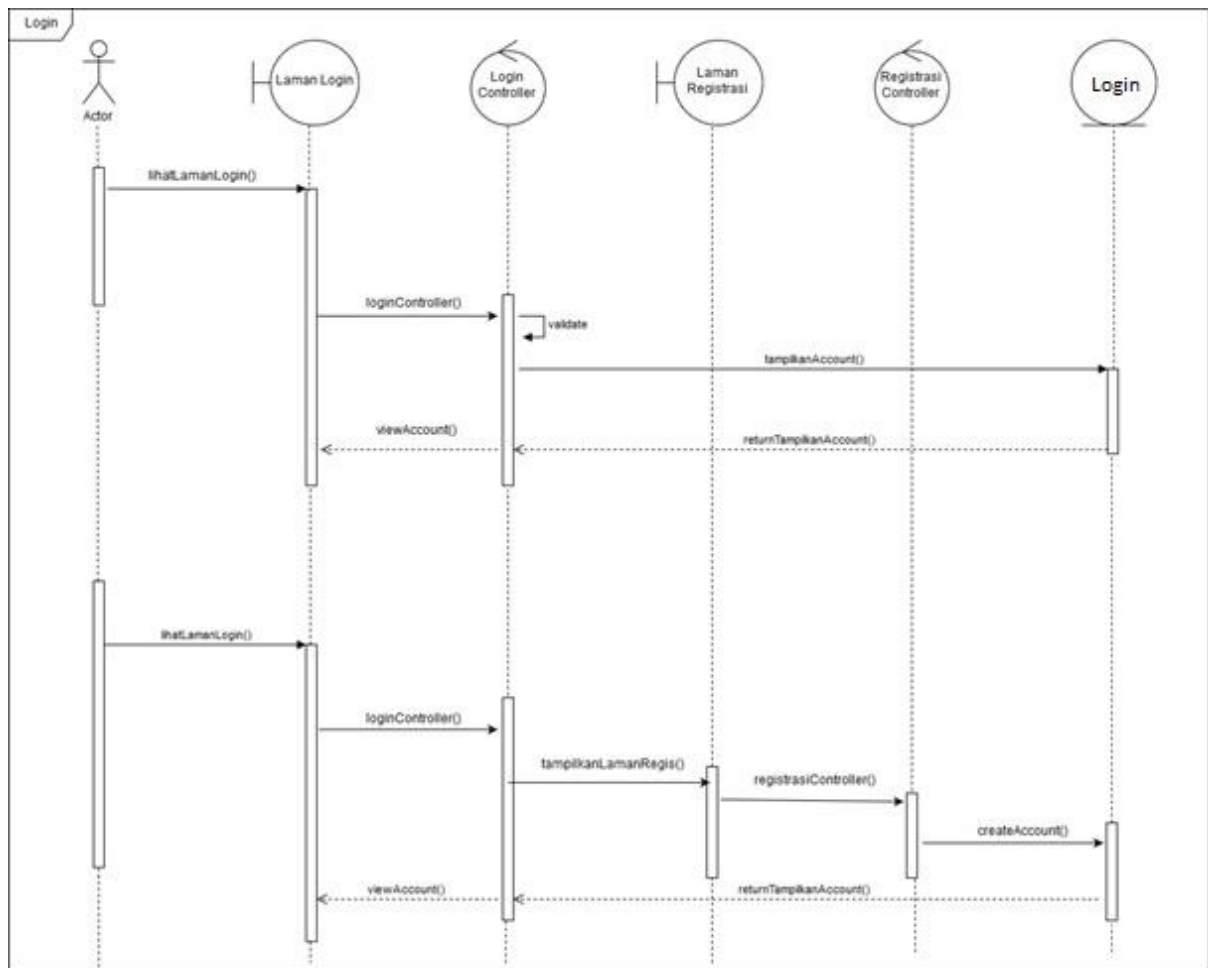 Login
Actor
Laman Login
Login
Controller
Laman
Registrasi
Registrasi
Controller
Login
lihatLamanLogin()
loginController()
validate
tampilkanAccount()
viewAccount()
returnTampilkanAccount()
lihatLamanLogin()
loginController()
tampilkanLamanRegis()
registrasiController()
createAccount()
viewAccount()
returnTampilkanAccount()